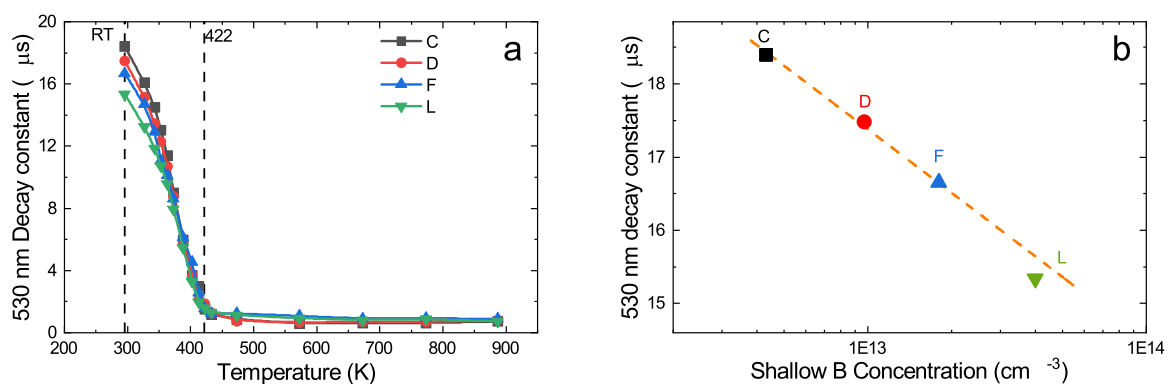 20
16
12
8
4
0
530 nm Decay constant ( μs)
RT
422
C
D
F
L
a
200 300 400 500 600 700 800 900
Temperature (K)
18
17
16
15
530 nm decay constant ( μs)
C
D
F
L
b
1E13 1E14
Shallow B Concentration (cm -3)